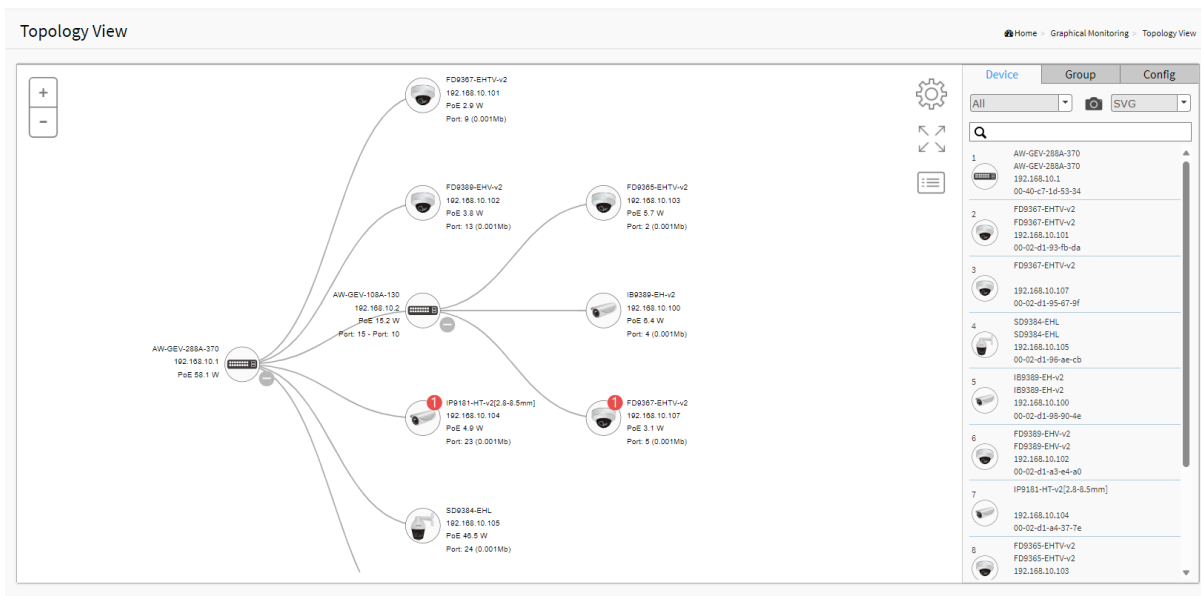 Topology View
Home > Graphical Monitoring > Topology View
+
−
FD9367-EHTV-v2
192.168.10.101
PoE 2.9 W
Port: 9 (0.001Mb)
FD9389-EHV-v2
192.168.10.102
PoE 3.8 W
Port: 13 (0.001Mb)
FD9365-EHTV-v2
192.168.10.103
PoE 5.7 W
Port: 2 (0.001Mb)
AW-GEV-108A-130
192.168.10.2
PoE 15.2 W
Port: 15 - Port: 10
IB9389-EH-v2
192.168.10.100
PoE 6.4 W
Port: 4 (0.001Mb)
AW-GEV-288A-370
192.168.10.1
PoE 58.1 W
1
IP9181-HT-v2[2.8-8.5mm]
192.168.10.104
PoE 4.9 W
Port: 23 (0.001Mb)
1
FD9367-EHTV-v2
192.168.10.107
PoE 3.1 W
Port: 5 (0.001Mb)
SD9384-EHL
192.168.10.105
PoE 46.5 W
Port: 24 (0.001Mb)
Device Group Config
All SVG
1
AW-GEV-288A-370
AW-GEV-288A-370
192.168.10.1
00-40-c7-1d-53-34
2
FD9367-EHTV-v2
FD9367-EHTV-v2
192.168.10.101
00-02-d1-93-fb-da
3
FD9367-EHTV-v2
192.168.10.107
00-02-d1-95-67-9f
4
SD9384-EHL
SD9384-EHL
192.168.10.105
00-02-d1-96-ae-cb
5
IB9389-EH-v2
IB9389-EH-v2
192.168.10.100
00-02-d1-98-90-4e
6
FD9389-EHV-v2
FD9389-EHV-v2
192.168.10.102
00-02-d1-a3-e4-a0
7
IP9181-HT-v2[2.8-8.5mm]
192.168.10.104
00-02-d1-a4-37-7e
8
FD9365-EHTV-v2
FD9365-EHTV-v2
192.168.10.103